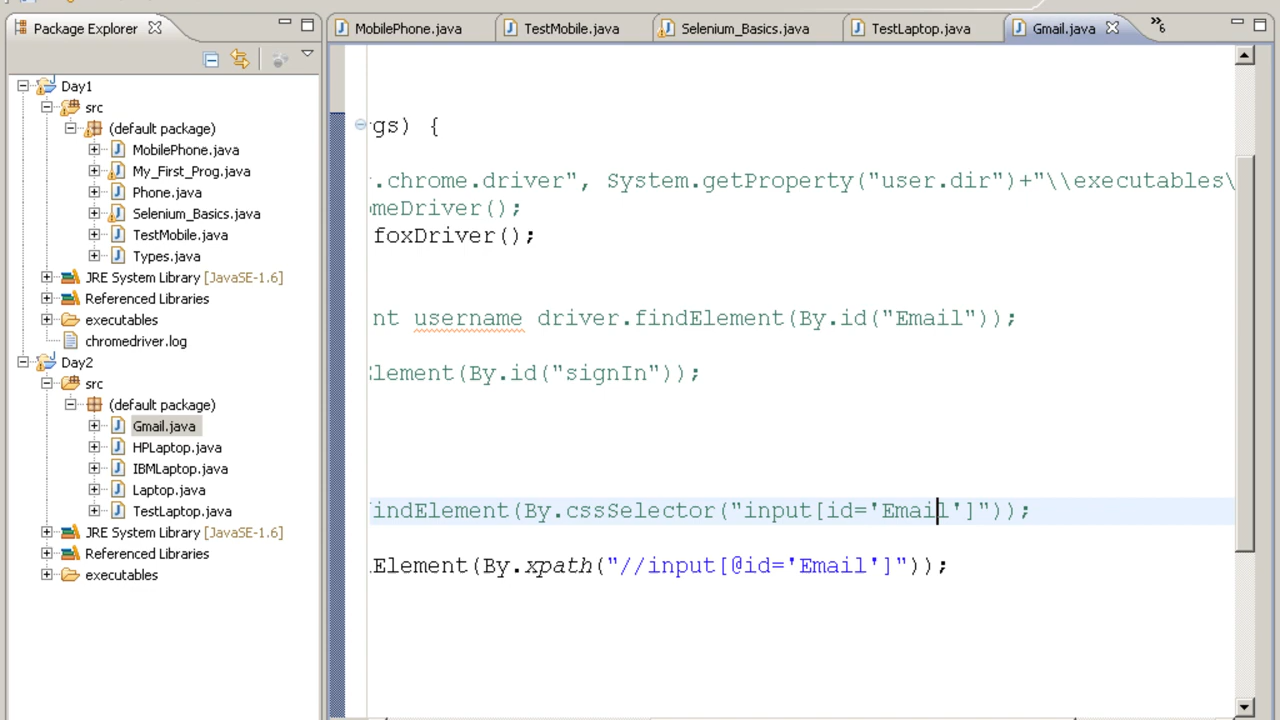 Package Explorer
MobilePhone.java
TestMobile.java
Selenium_Basics.java
TestLaptop.java
Gmail.java
»6
Day1
src
(default package)
MobilePhone.java
My_First_Prog.java
Phone.java
Selenium_Basics.java
TestMobile.java
Types.java
JRE System Library [JavaSE-1.6]
Referenced Libraries
executables
chromedriver.log
Day2
src
(default package)
Gmail.java
HPLaptop.java
IBMLaptop.java
Laptop.java
TestLaptop.java
JRE System Library [JavaSE-1.6]
Referenced Libraries
executables
gs) {
.chrome.driver", System.getProperty("user.dir")+"\\executables\
omeDriver();
foxDriver();
nt username driver.findElement(By.id("Email"));
Element(By.id("signIn"));
indElement(By.cssSelector("input[id='Email']"));
Element(By.xpath("//input[@id='Email']"));